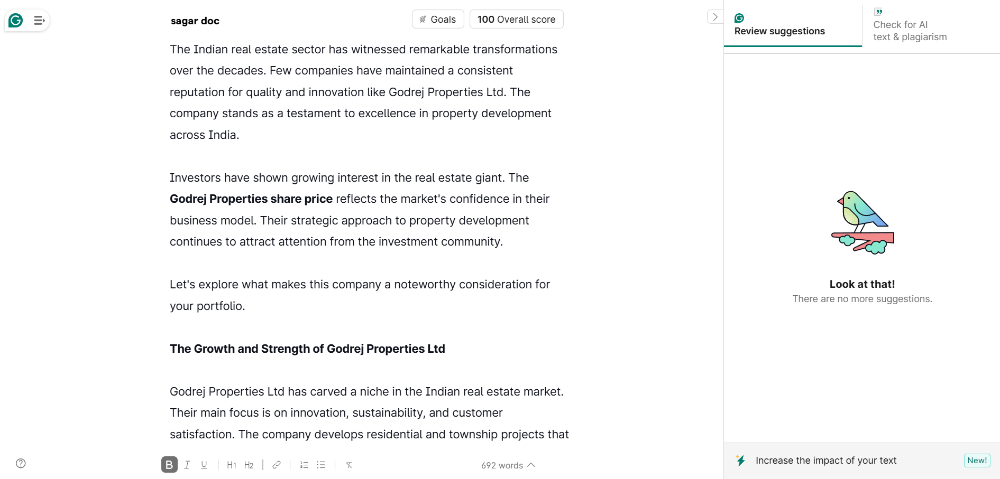 sagar doc
Goals
100 Overall score
The Indian real estate sector has witnessed remarkable transformations
over the decades. Few companies have maintained a consistent
reputation for quality and innovation like Godrej Properties Ltd. The
company stands as a testament to excellence in property development
across India.
Investors have shown growing interest in the real estate giant. The
Godrej Properties share price reflects the market's confidence in their
business model. Their strategic approach to property development
continues to attract attention from the investment community.
Let's explore what makes this company a noteworthy consideration for
your portfolio.
The Growth and Strength of Godrej Properties Ltd
Godrej Properties Ltd has carved a niche in the Indian real estate market.
Their main focus is on innovation, sustainability, and customer
satisfaction. The company develops residential and township projects that
B I U H1 H2
692 words
Review suggestions
Check for AI
text & plagiarism
Look at that!
There are no more suggestions.
Increase the impact of your text
New!